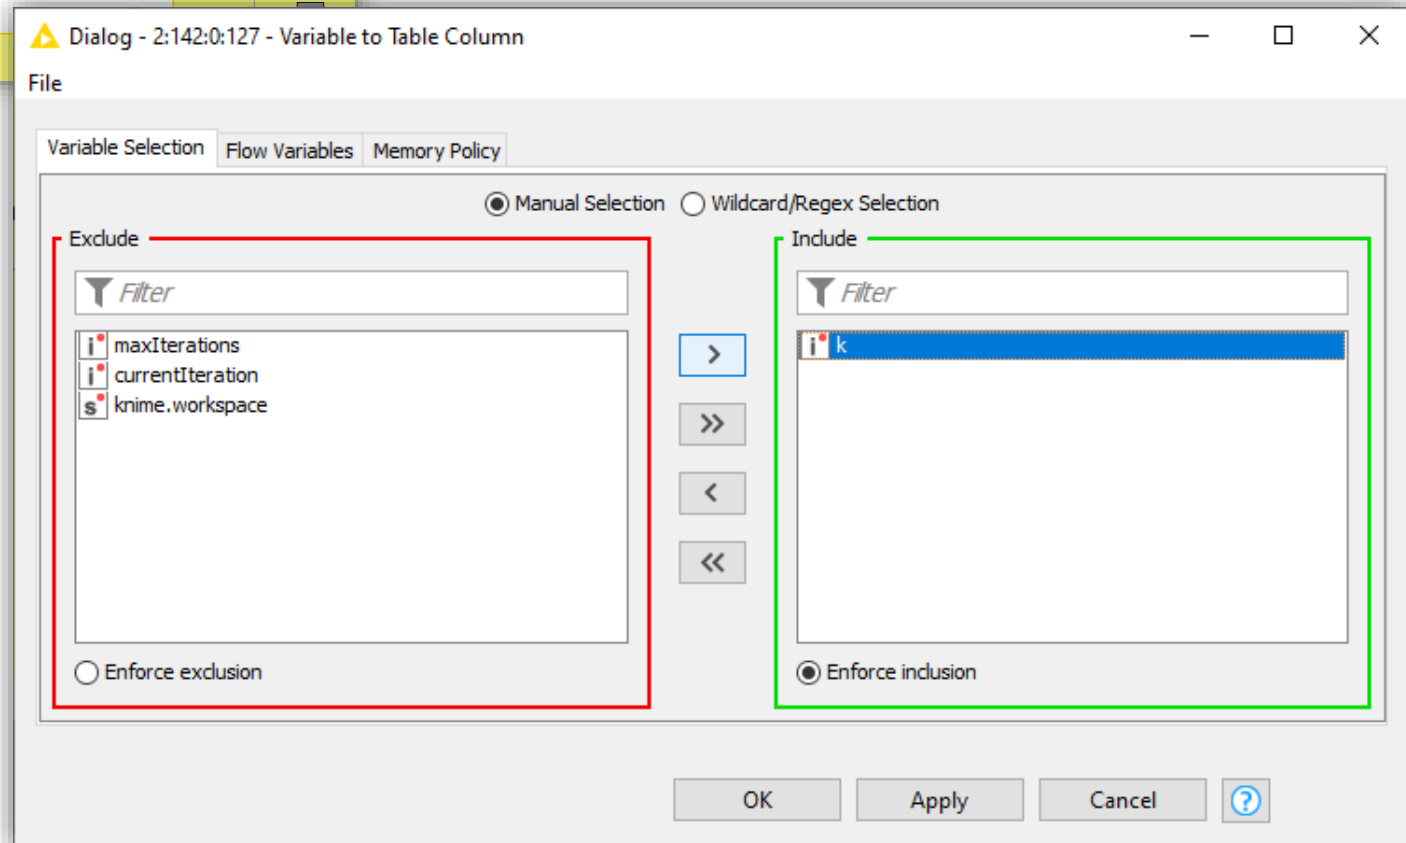 Dialog - 2:142:0:127 - Variable to Table Column
File
Variable Selection Flow Variables Memory Policy
Manual Selection Wildcard/Regex Selection
Exclude Include
Filter Filter
i maxIterations i k
i currentIteration
s knime.workspace
>
>>
<
<<
Enforce exclusion Enforce inclusion
OK Apply Cancel ?